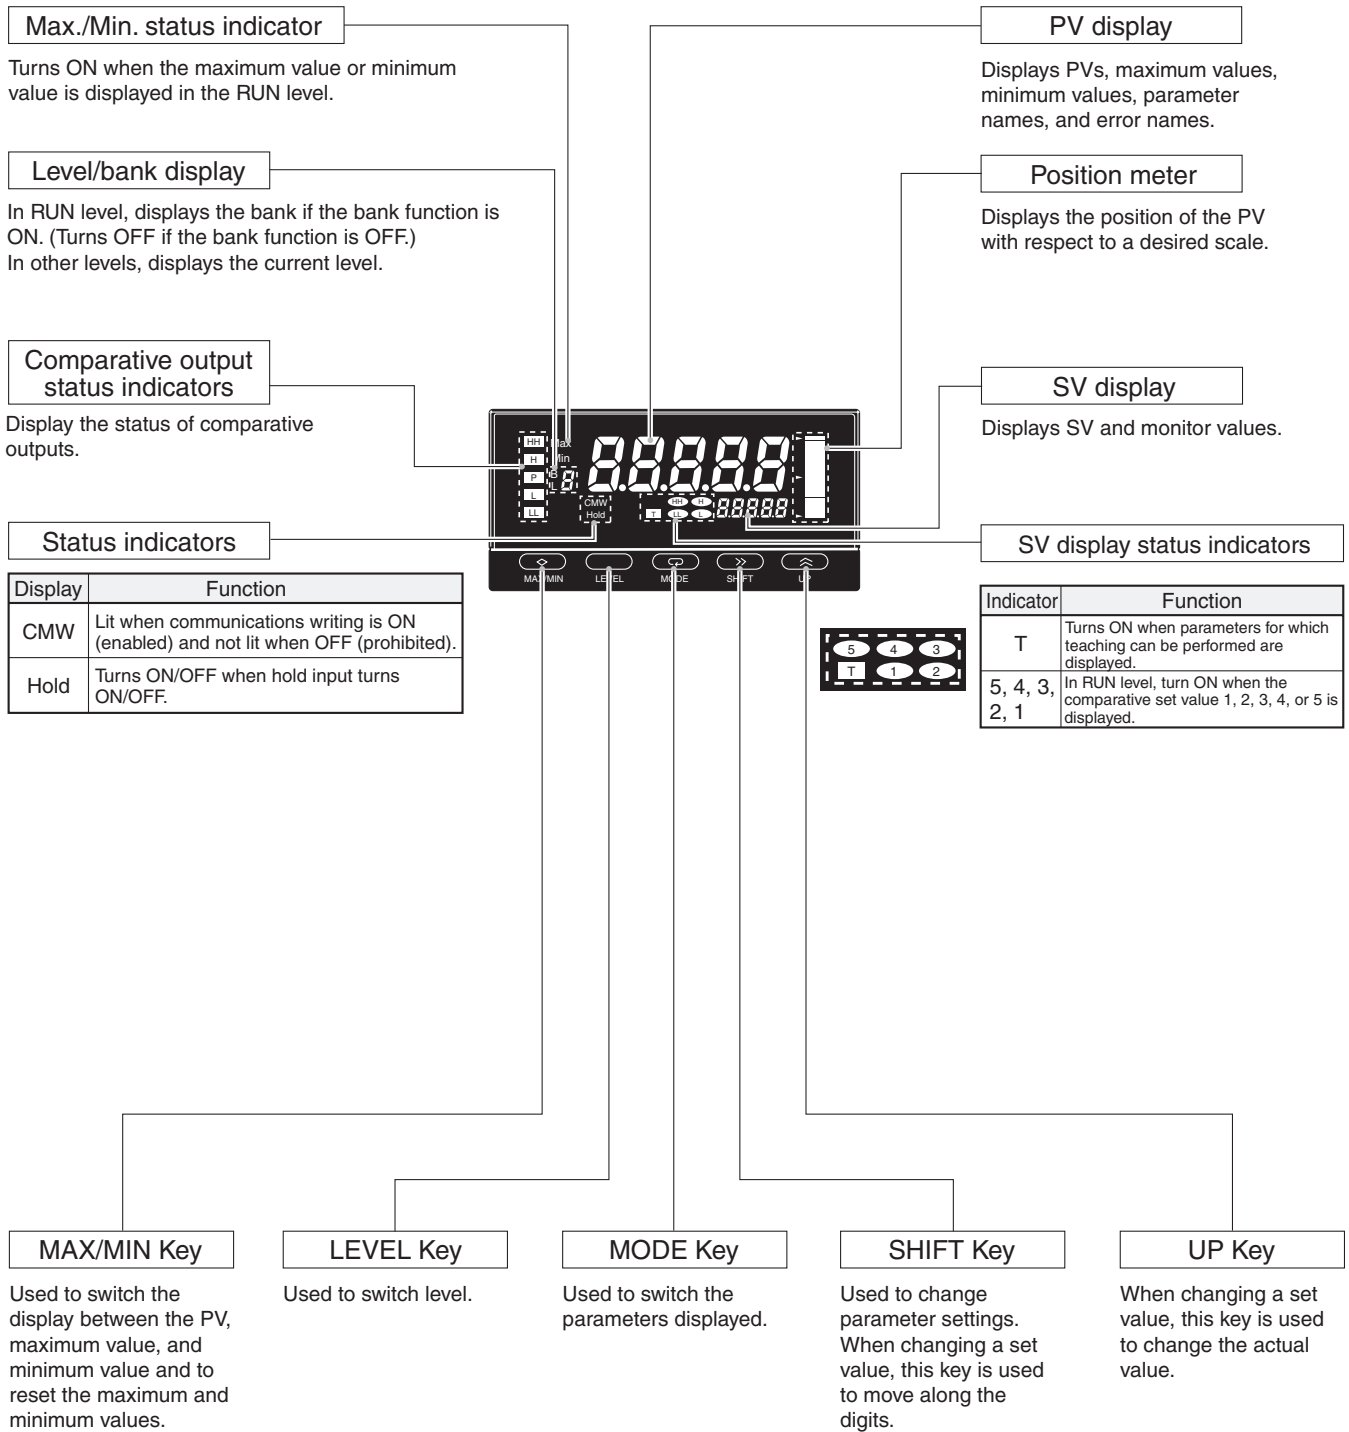 Max./Min. status indicator
Turns ON when the maximum value or minimum
value is displayed in the RUN level.
Level/bank display
In RUN level, displays the bank if the bank function is
ON. (Turns OFF if the bank function is OFF.)
In other levels, displays the current level.
Comparative output
status indicators
Display the status of comparative
outputs.
Status indicators
Display Function
CMW Lit when communications writing is ON
(enabled) and not lit when OFF (prohibited).
Hold Turns ON/OFF when hold input turns
ON/OFF.
PV display
Displays PVs, maximum values,
minimum values, parameter
names, and error names.
Position meter
Displays the position of the PV
with respect to a desired scale.
SV display
Displays SV and monitor values.
SV display status indicators
Indicator Function
T Turns ON when parameters for which
teaching can be performed are
displayed.
5, 4, 3,
2, 1
In RUN level, turn ON when the
comparative set value 1, 2, 3, 4, or 5 is
displayed.
HH Max
H Min
P B
L L 8
LL
88888
CMW
Hold
HH H
T LL L 88888
MAX/MIN LEVEL MODE SHIFT UP
5 4 3
T 1 2
MAX/MIN Key
Used to switch the
display between the PV,
maximum value, and
minimum value and to
reset the maximum and
minimum values.
LEVEL Key
Used to switch level.
MODE Key
Used to switch the
parameters displayed.
SHIFT Key
Used to change
parameter settings.
When changing a set
value, this key is used
to move along the
digits.
UP Key
When changing a set
value, this key is used
to change the actual
value.